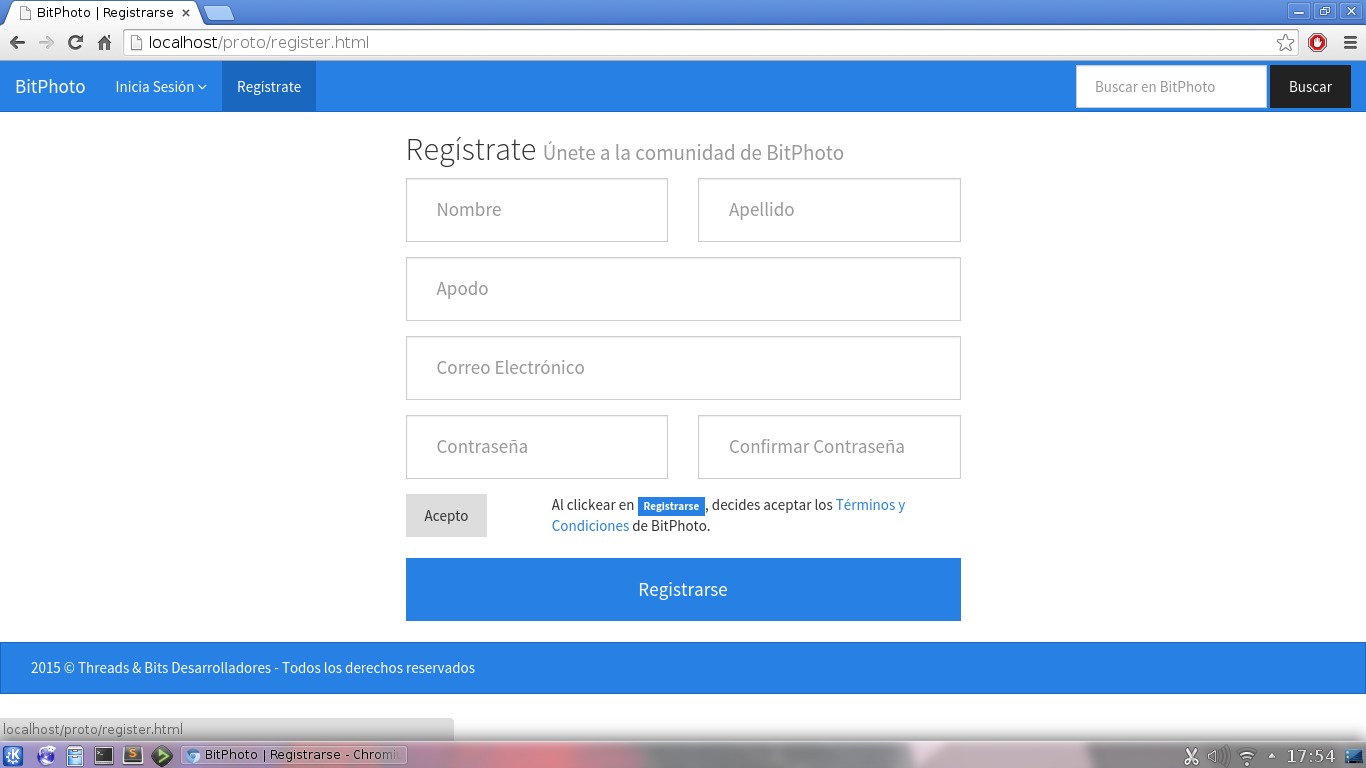 BitPhoto | Registrarse
localhost/proto/register.html
BitPhoto Inicia Sesión Regístrate Buscar en BitPhoto Buscar
Regístrate Únete a la comunidad de BitPhoto
Nombre Apellido
Apodo
Correo Electrónico
Contraseña Confirmar Contraseña
Acepto
Al clickear en Registrarse, decides aceptar los Términos y
Condiciones de BitPhoto.
Registrarse
2015 © Threads & Bits Desarrolladores - Todos los derechos reservados
localhost/proto/register.html
BitPhoto | Registrarse - Chromi 17:54